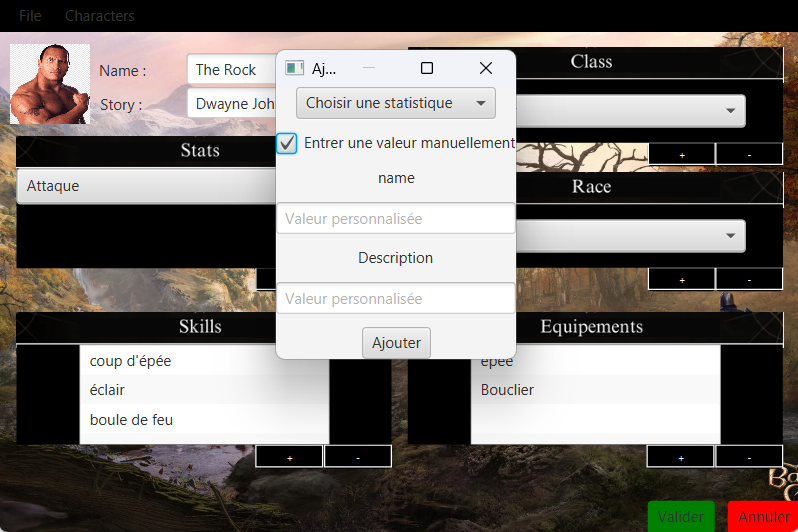 File Characters
Aj...
Name : The Rock
Class
Choisir une statistique
Story : Dwayne Joh
Entrer une valeur manuellement
Stats
+ -
name
Race
Attaque
Valeur personnalisée
Description
+ -
Valeur personnalisée
Skills
Equipements
Ajouter
coup d'épée
épée
éclair
Bouclier
boule de feu
+ -
+ -
Valider Annuler